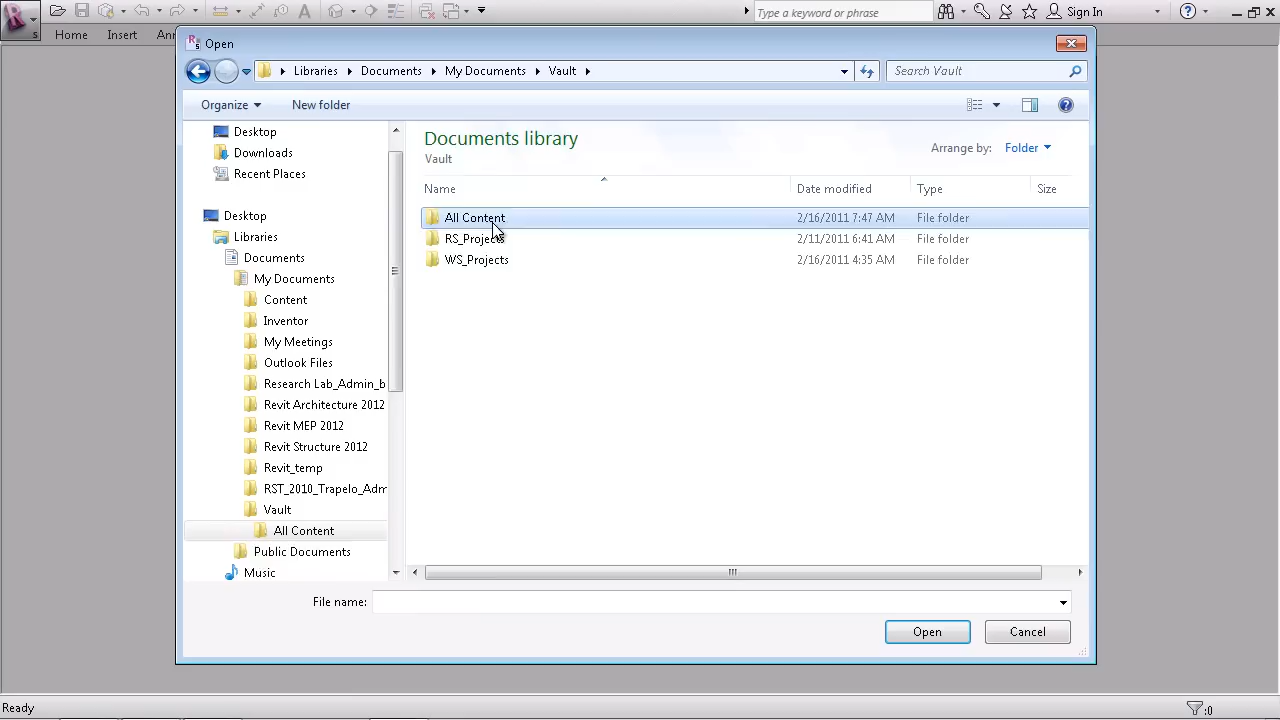 Type a keyword or phrase
Sign In
Home Insert
Open
Libraries Documents My Documents Vault
Search Vault
Organize New folder
Desktop
Downloads
Recent Places
Desktop
Libraries
Documents
My Documents
Content
Inventor
My Meetings
Outlook Files
Research Lab_Admin_b
Revit Architecture 2012
Revit MEP 2012
Revit Structure 2012
Revit_temp
RST_2010_Trapelo_Adm
Vault
All Content
Public Documents
Music
Documents library
Vault
Arrange by: Folder
Name Date modified Type Size
All Content 2/16/2011 7:47 AM File folder
RS_Projects 2/11/2011 6:41 AM File folder
WS_Projects 2/16/2011 4:35 AM File folder
File name:
Open Cancel
Ready
:0